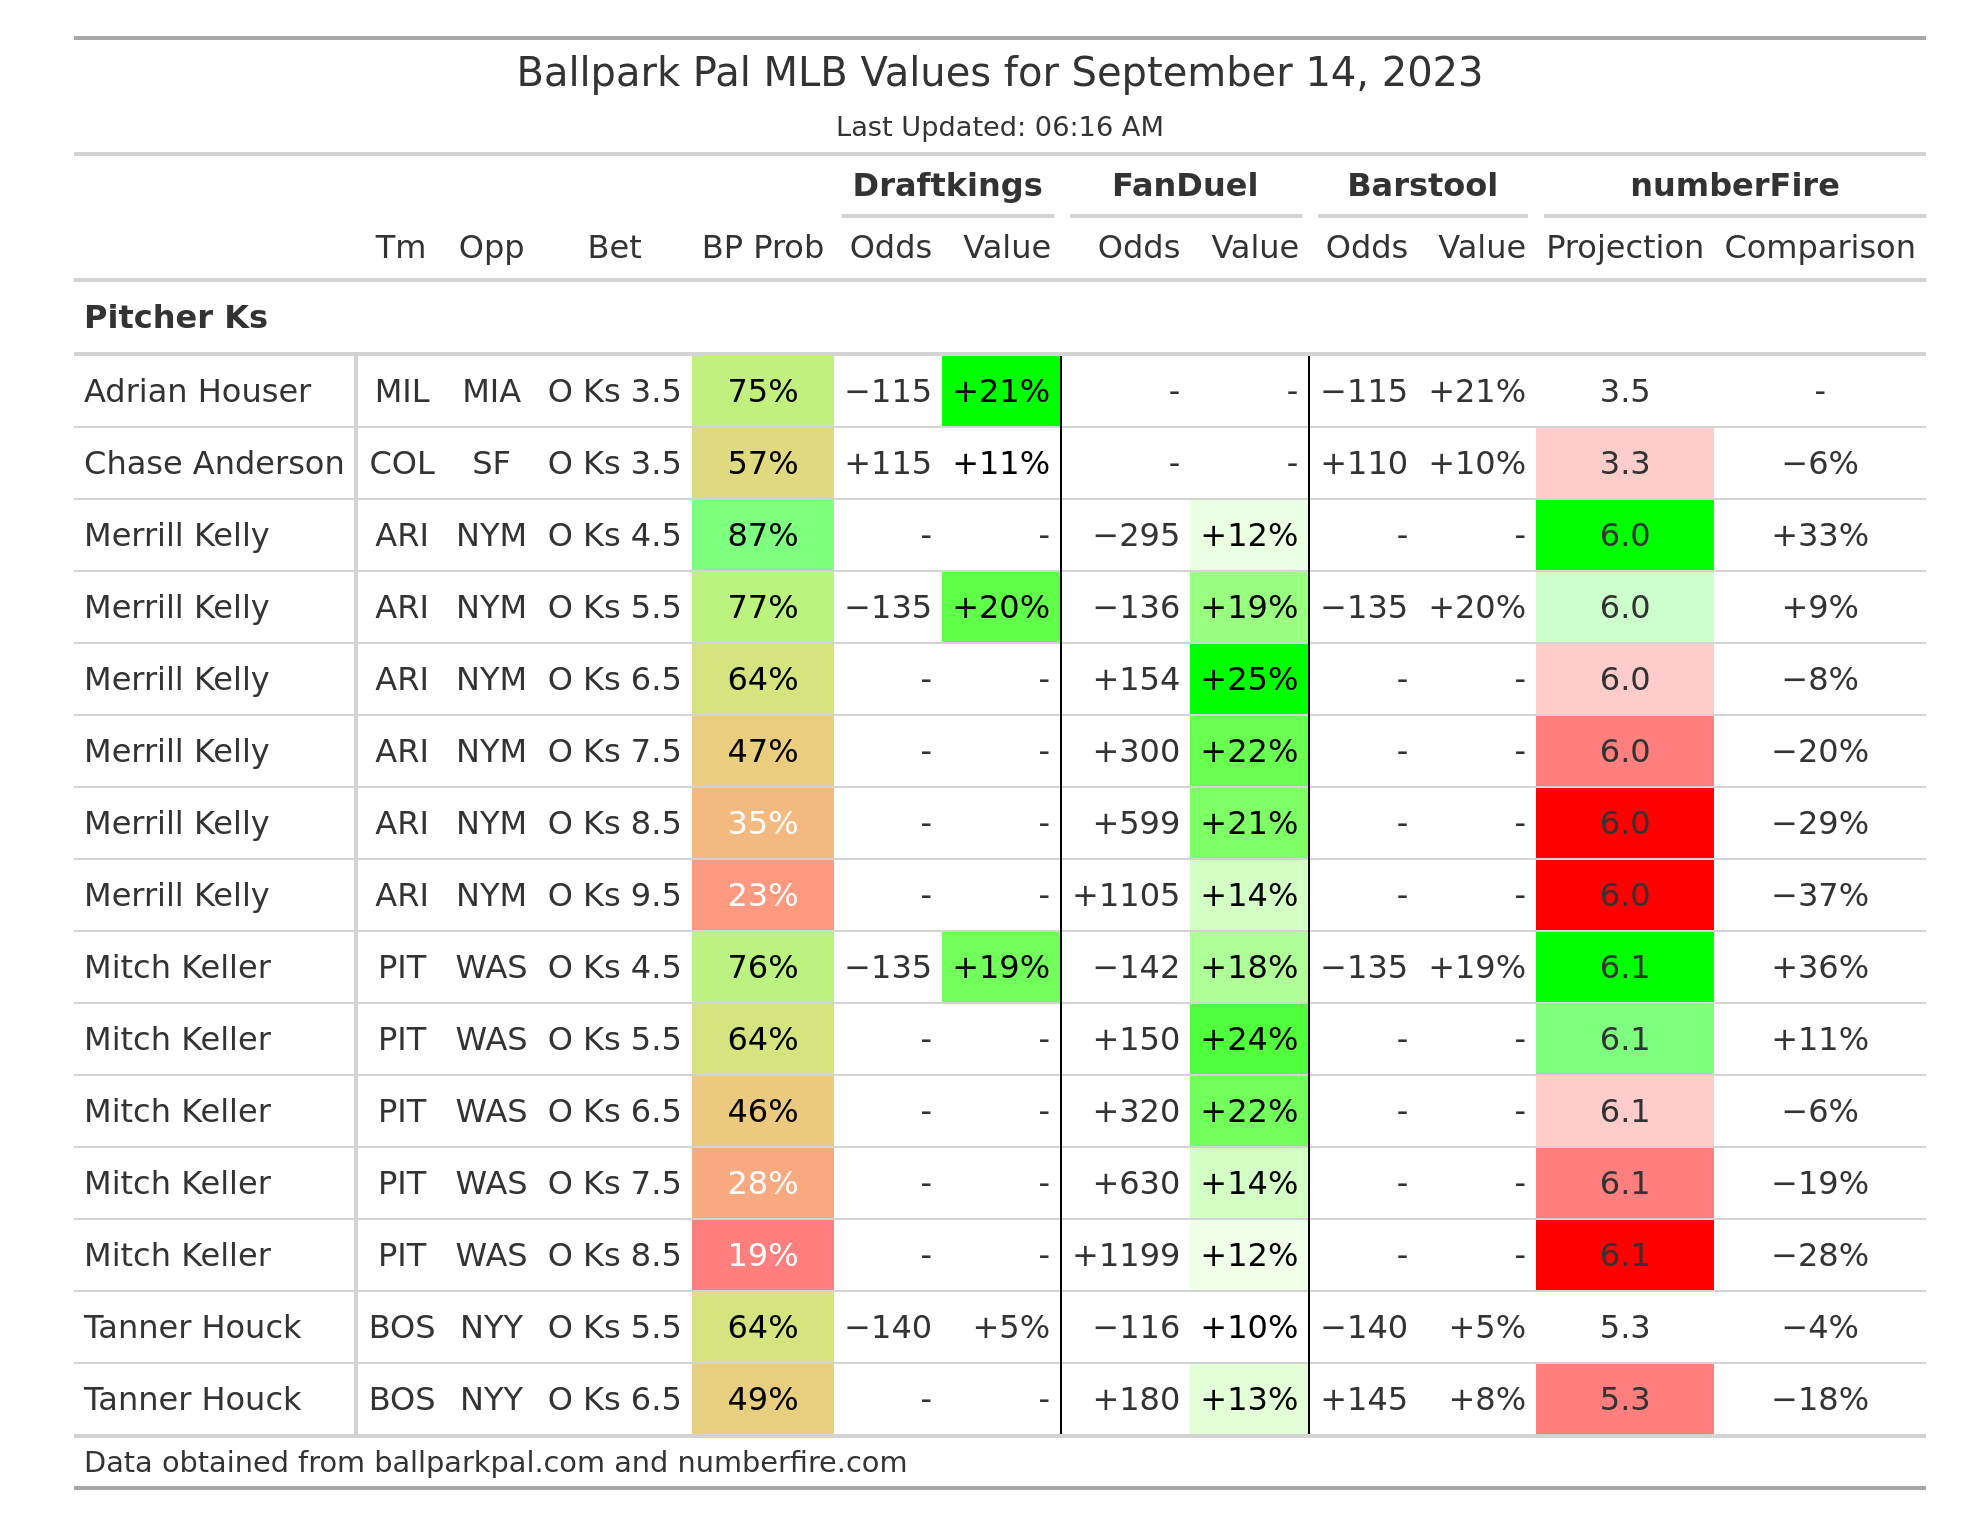 Ballpark Pal MLB Values for September 14, 2023
Last Updated: 06:16 AM
Draftkings FanDuel Barstool numberFire
Tm Opp Bet BP Prob Odds Value Odds Value Odds Value Projection Comparison
Pitcher Ks
Adrian Houser MIL MIA O Ks 3.5 75% −115 +21% - - −115 +21% 3.5 -
Chase Anderson COL SF O Ks 3.5 57% +115 +11% - - +110 +10% 3.3 −6%
Merrill Kelly ARI NYM O Ks 4.5 87% - - −295 +12% - - 6.0 +33%
Merrill Kelly ARI NYM O Ks 5.5 77% −135 +20% −136 +19% −135 +20% 6.0 +9%
Merrill Kelly ARI NYM O Ks 6.5 64% - - +154 +25% - - 6.0 −8%
Merrill Kelly ARI NYM O Ks 7.5 47% - - +300 +22% - - 6.0 −20%
Merrill Kelly ARI NYM O Ks 8.5 35% - - +599 +21% - - 6.0 −29%
Merrill Kelly ARI NYM O Ks 9.5 23% - - +1105 +14% - - 6.0 −37%
Mitch Keller PIT WAS O Ks 4.5 76% −135 +19% −142 +18% −135 +19% 6.1 +36%
Mitch Keller PIT WAS O Ks 5.5 64% - - +150 +24% - - 6.1 +11%
Mitch Keller PIT WAS O Ks 6.5 46% - - +320 +22% - - 6.1 −6%
Mitch Keller PIT WAS O Ks 7.5 28% - - +630 +14% - - 6.1 −19%
Mitch Keller PIT WAS O Ks 8.5 19% - - +1199 +12% - - 6.1 −28%
Tanner Houck BOS NYY O Ks 5.5 64% −140 +5% −116 +10% −140 +5% 5.3 −4%
Tanner Houck BOS NYY O Ks 6.5 49% - - +180 +13% +145 +8% 5.3 −18%
Data obtained from ballparkpal.com and numberfire.com